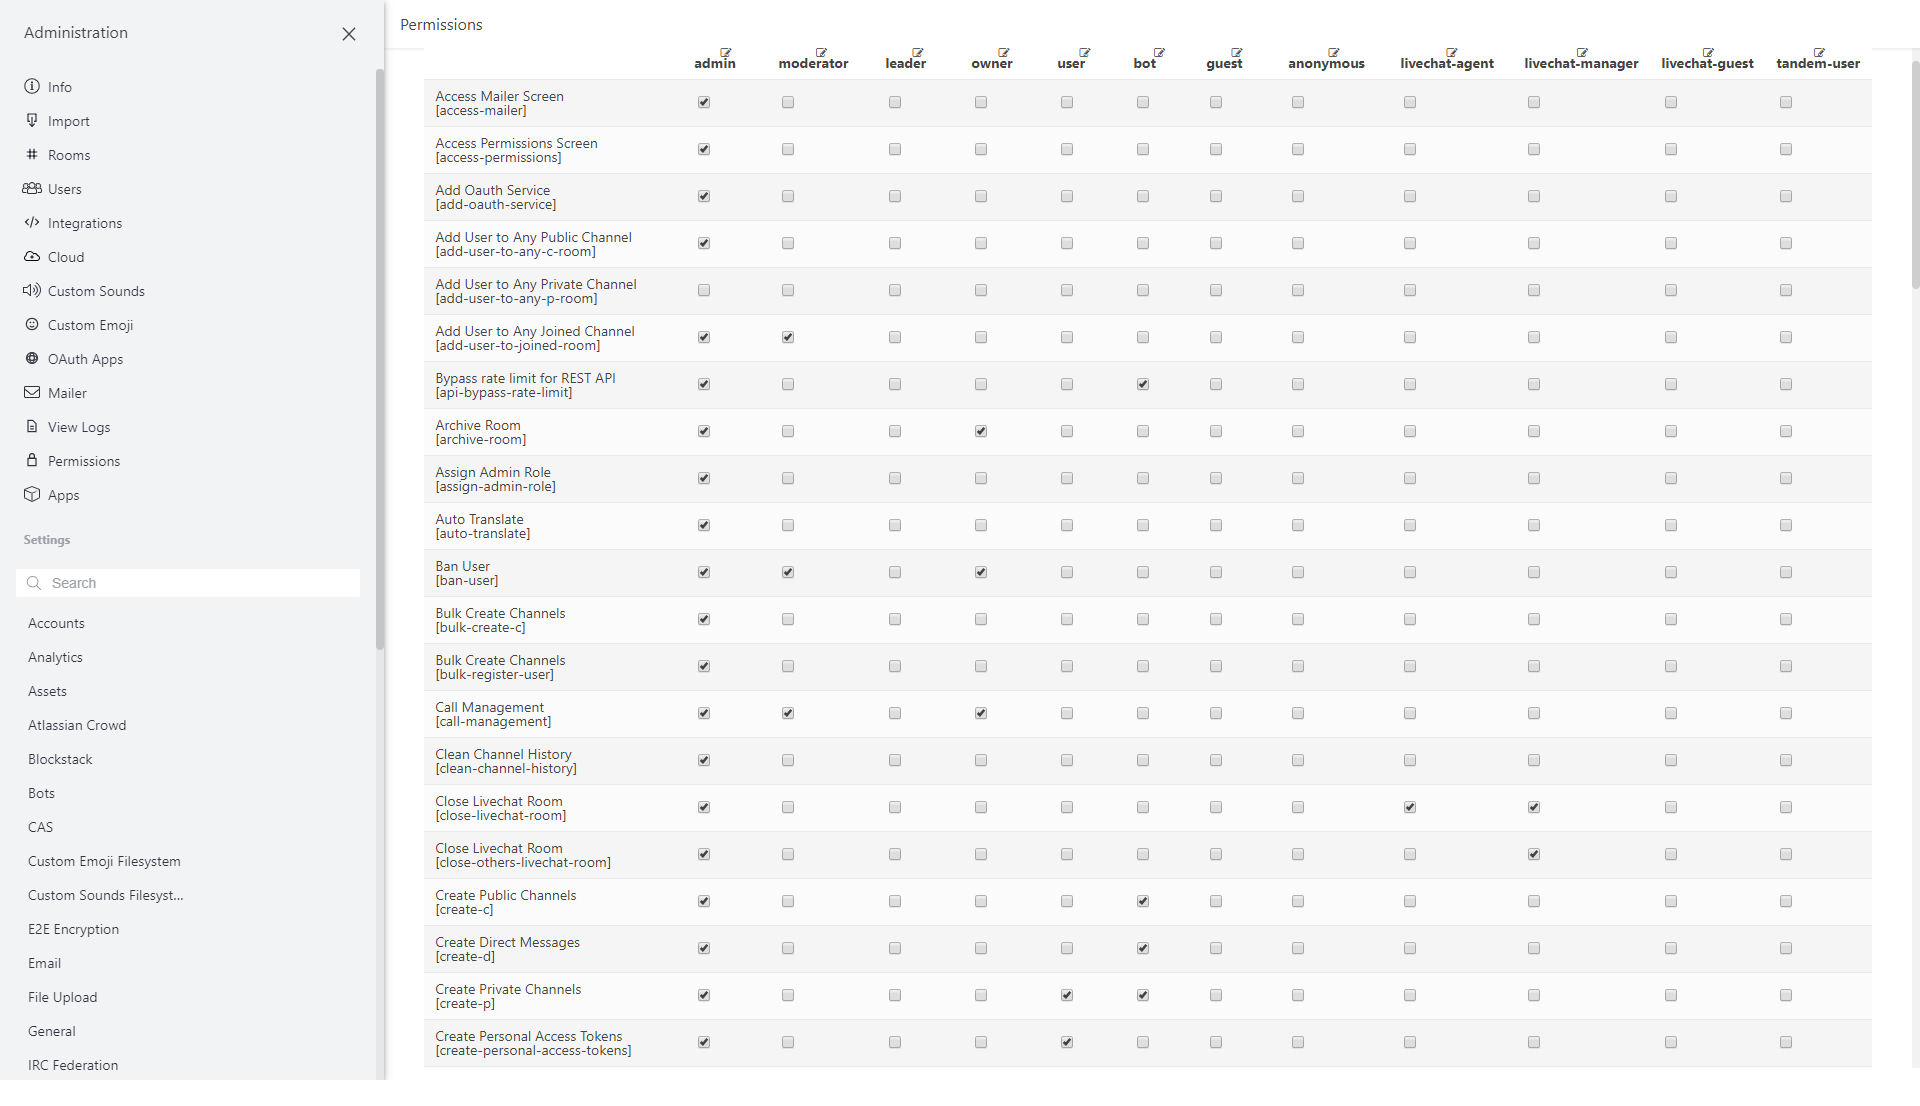 Administration
Info
Import
Rooms
Users
Integrations
Cloud
Custom Sounds
Custom Emoji
OAuth Apps
Mailer
View Logs
Permissions
Apps
Settings
Search
Accounts
Analytics
Assets
Atlassian Crowd
Blockstack
Bots
CAS
Custom Emoji Filesystem
Custom Sounds Filesyst...
E2E Encryption
Email
File Upload
General
IRC Federation
Permissions
admin moderator leader owner user bot guest anonymous livechat-agent livechat-manager livechat-guest tandem-user
Access Mailer Screen
[access-mailer]
Access Permissions Screen
[access-permissions]
Add Oauth Service
[add-oauth-service]
Add User to Any Public Channel
[add-user-to-any-c-room]
Add User to Any Private Channel
[add-user-to-any-p-room]
Add User to Any Joined Channel
[add-user-to-joined-room]
Bypass rate limit for REST API
[api-bypass-rate-limit]
Archive Room
[archive-room]
Assign Admin Role
[assign-admin-role]
Auto Translate
[auto-translate]
Ban User
[ban-user]
Bulk Create Channels
[bulk-create-c]
Bulk Create Channels
[bulk-register-user]
Call Management
[call-management]
Clean Channel History
[clean-channel-history]
Close Livechat Room
[close-livechat-room]
Close Livechat Room
[close-others-livechat-room]
Create Public Channels
[create-c]
Create Direct Messages
[create-d]
Create Private Channels
[create-p]
Create Personal Access Tokens
[create-personal-access-tokens]